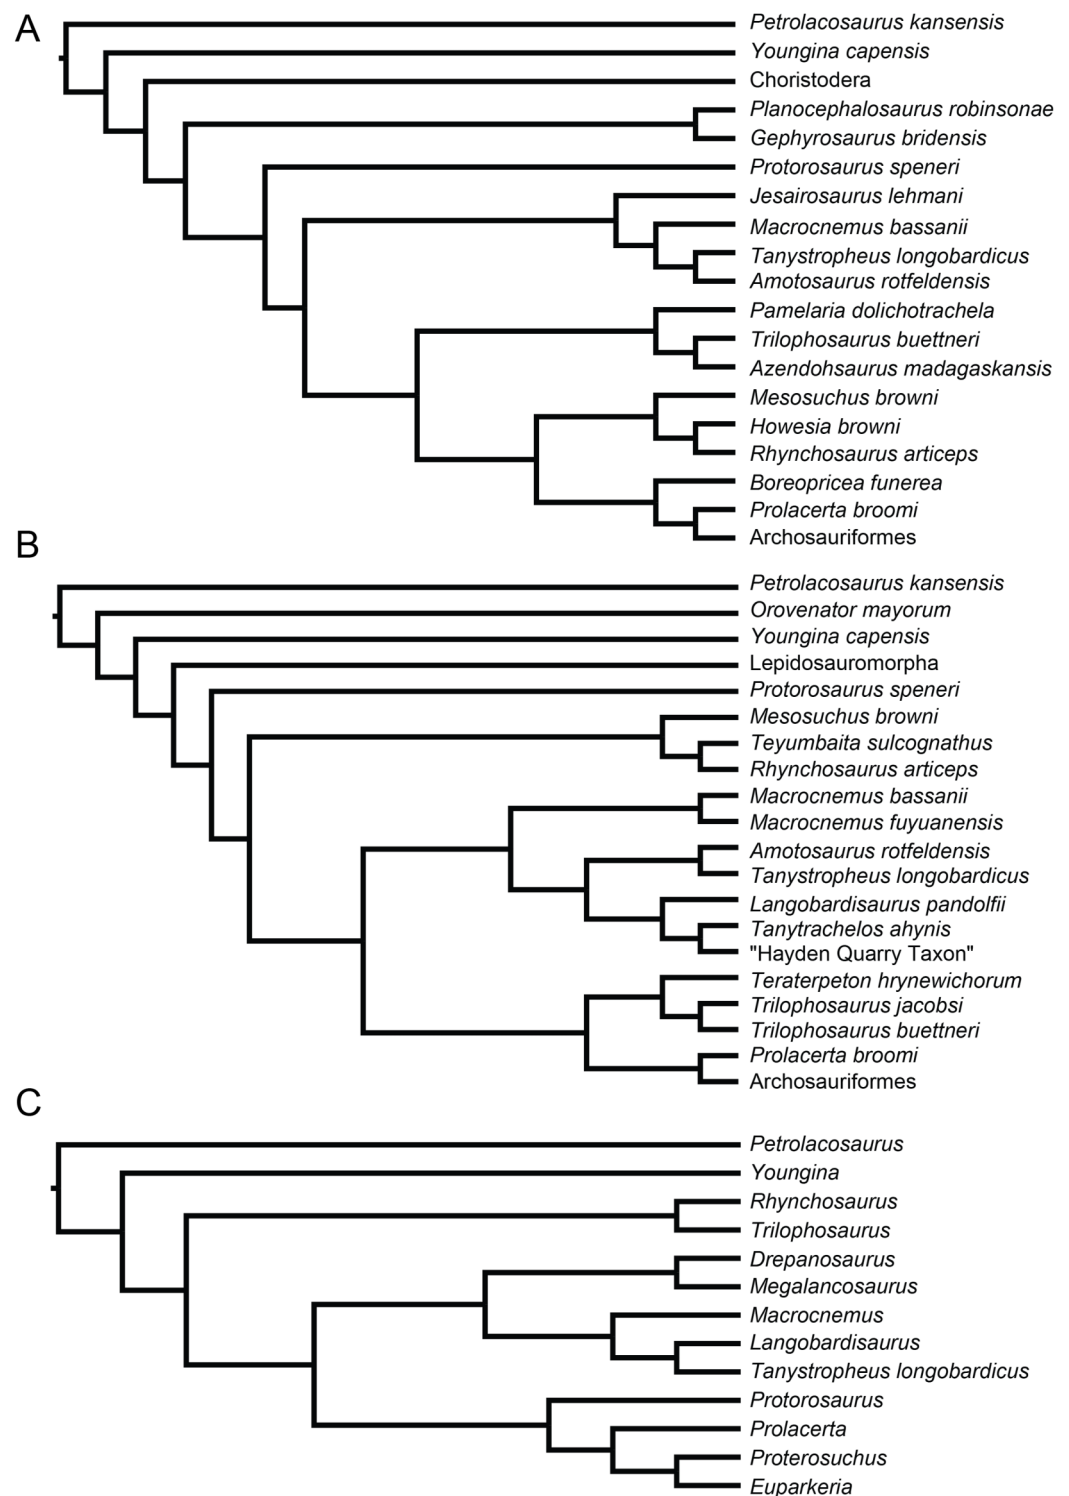 A
Petrolacosaurus kansensis
Youngina capensis
Choristodera
Planocephalosaurus robinsonae
Gephyrosaurus bridensis
Protorosaurus speneri
Jesairosaurus lehmani
Macrocnemus bassanii
Tanystropheus longobardicus
Amotosaurus rotfeldensis
Pamelaria dolichotrachela
Trilophosaurus buettneri
Azendohsaurus madagaskansis
Mesosuchus browni
Howesia browni
Rhynchosaurus articeps
Boreopricea funerea
Prolacerta broomi
Archosauriformes
B
Petrolacosaurus kansensis
Orovenator mayorum
Youngina capensis
Lepidosauromorpha
Protorosaurus speneri
Mesosuchus browni
Teyumbaita sulcognathus
Rhynchosaurus articeps
Macrocnemus bassanii
Macrocnemus fuyuanensis
Amotosaurus rotfeldensis
Tanystropheus longobardicus
Langobardisaurus pandolfii
Tanytrachelos ahynis
"Hayden Quarry Taxon"
Teraterpeton hrynewichorum
Trilophosaurus jacobsi
Trilophosaurus buettneri
Prolacerta broomi
Archosauriformes
C
Petrolacosaurus
Youngina
Rhynchosaurus
Trilophosaurus
Drepanosaurus
Megalancosaurus
Macrocnemus
Langobardisaurus
Tanystropheus longobardicus
Protorosaurus
Prolacerta
Proterosuchus
Euparkeria